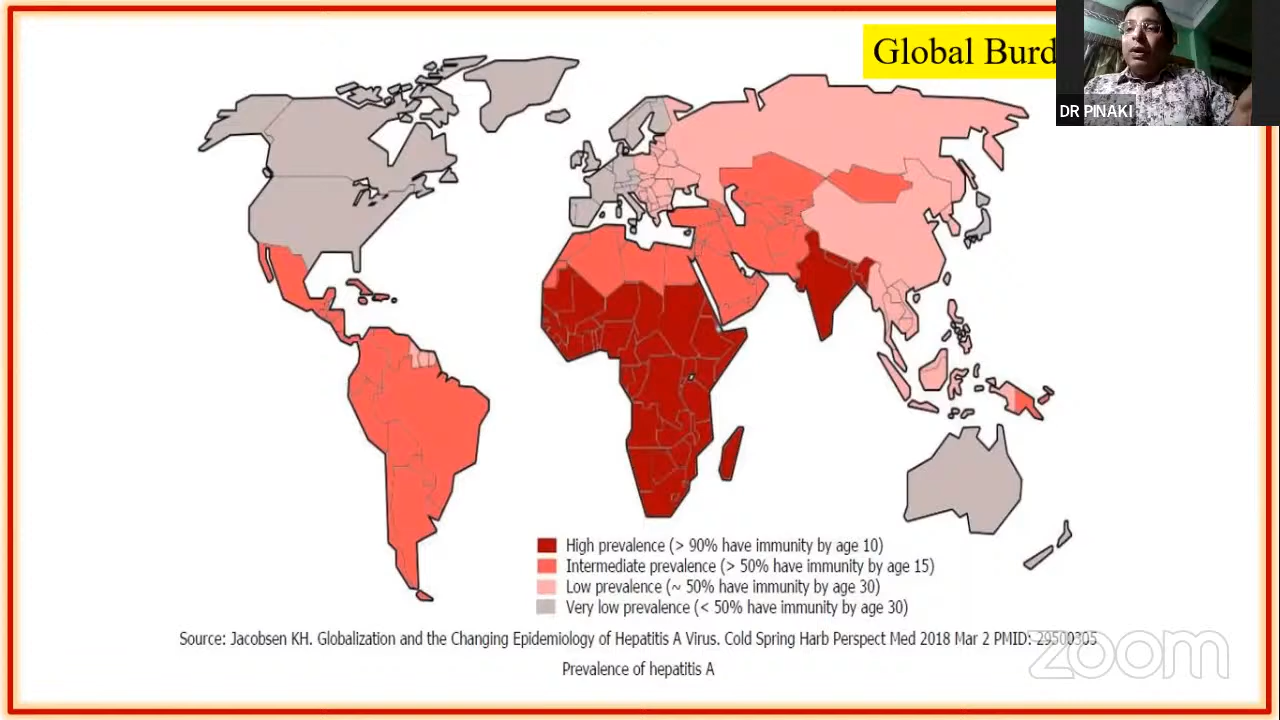 Global Burd
DR PINAKI
High prevalence (> 90% have immunity by age 10)
Intermediate prevalence (> 50% have immunity by age 15)
Low prevalence (~ 50% have immunity by age 30)
Very low prevalence (< 50% have immunity by age 30)
Source: Jacobsen KH. Globalization and the Changing Epidemiology of Hepatitis A Virus. Cold Spring Harb Perspect Med 2018 Mar 2 PMID: 29500305
zoom
Prevalence of hepatitis A